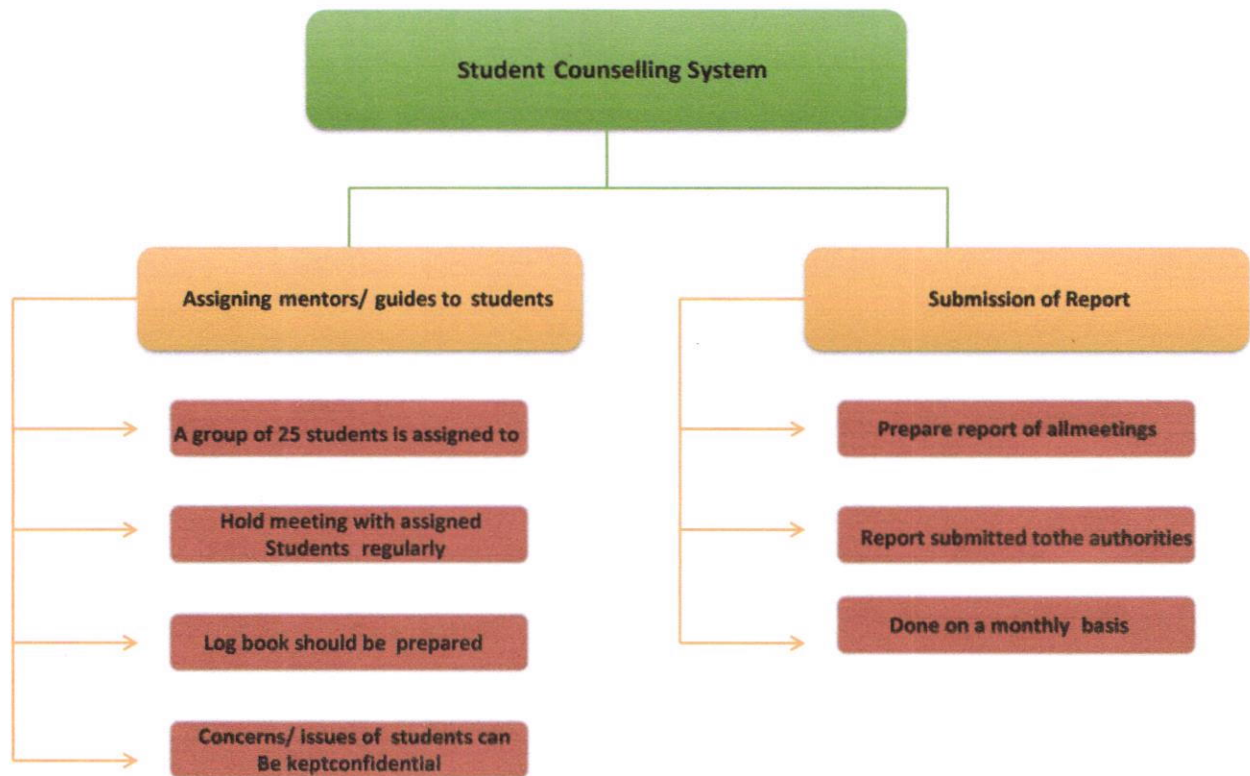 Student Counselling System
Assigning mentors/ guides to students
A group of 25 students is assigned to
Hold meeting with assigned
Students regularly
Log book should be prepared
Concerns/ issues of students can
Be keptconfidential
Submission of Report
Prepare report of allmeetings
Report submitted tothe authorities
Done on a monthly basis